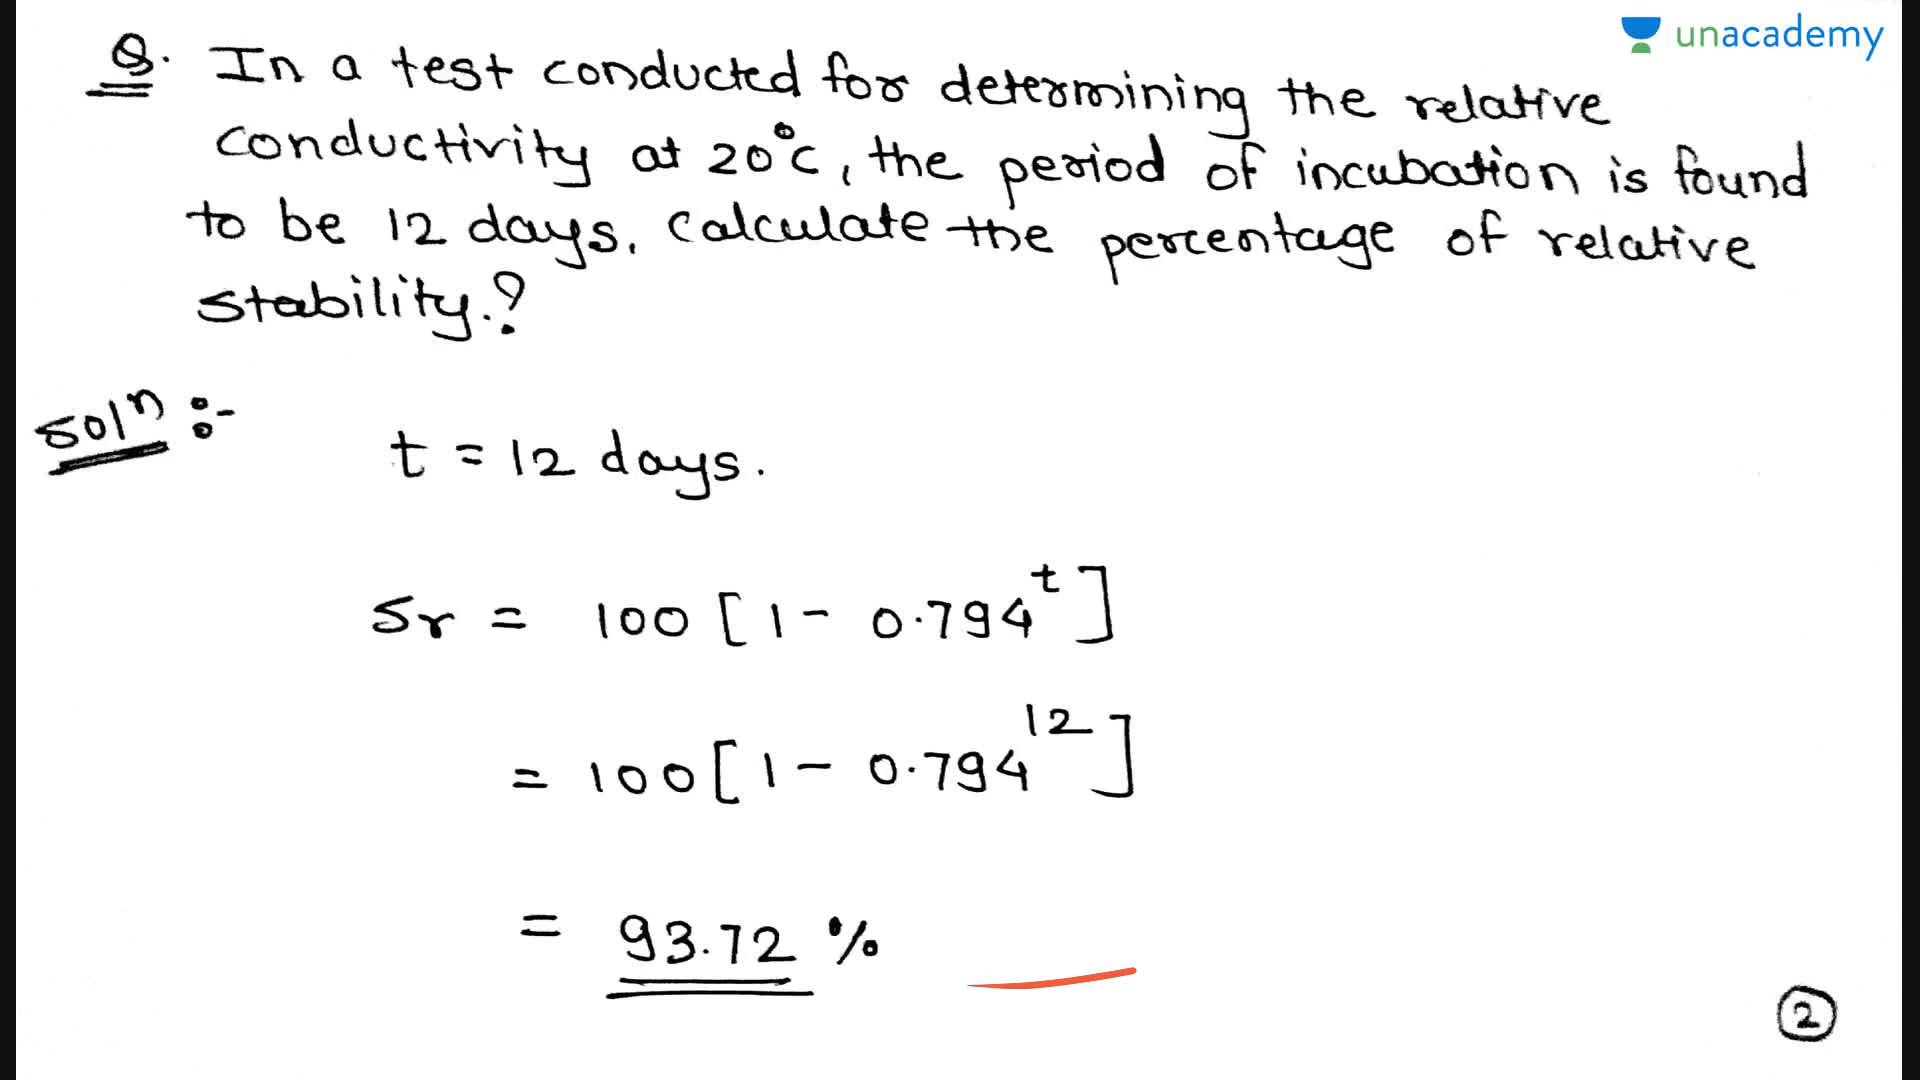 unacademy
Q. In a test conducted for determining the relative
conductivity at 20°C, the period of incubation is found
to be 12 days. Calculate the percentage of relative
stability.?
Solⁿ :-
t = 12 days.
Sr = 100 [1 - 0.794^t]
= 100 [1 - 0.794^12]
= 93.72 %
2